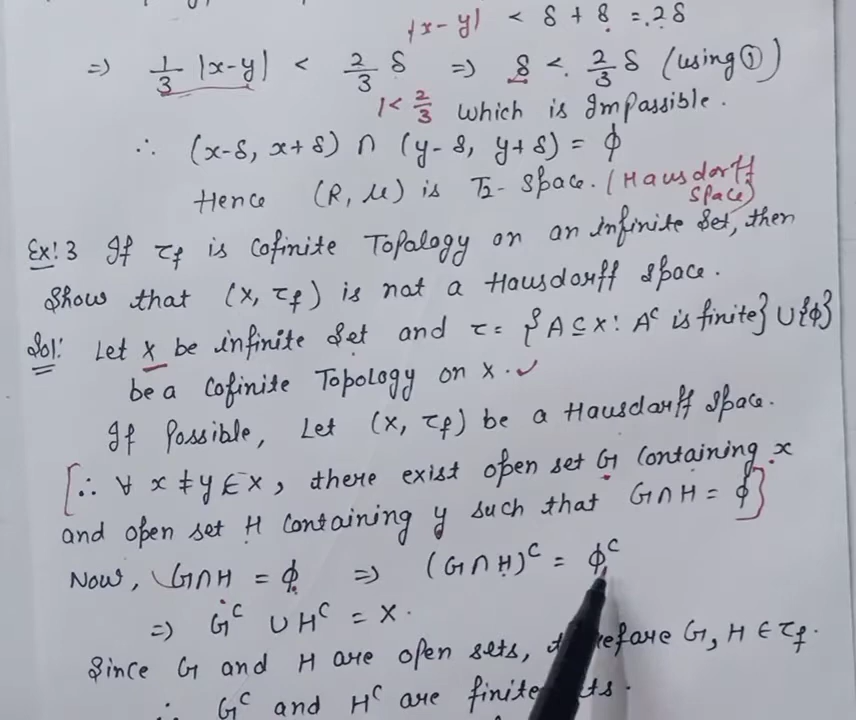 |x-y| < δ + δ = 2δ
⇒ 1/3 |x-y| < 2/3 δ ⇒ δ < 2/3 δ (using ①)
1 < 2/3 which is Impassible.
∴ (x-δ, x+δ) ∩ (y-δ, y+δ) = ϕ
Hence (R, μ) is T2- Space. (Hausdorff Space)
Ex! 3 If τf is Cofinite Topalogy on an infinite Set, then
Show that (X, τf) is not a Hausdorff Space.
Sol: Let X be infinite Set and τ = {A ⊆ X : A^c is finite} ∪ {ϕ}
be a Cofinite Topology on X. ✓
If Possible, Let (X, τf) be a Hausdarff Space.
[∴ ∀ x ≠ y ∈ X, there exist open set G Containing x
and open set H Containing y such that G∩H = ϕ}
Now, G∩H = ϕ ⇒ (G∩H)^c = ϕ^c
⇒ G^c ∪ H^c = X.
Since G and H are open sets, G, H ∈ τf.
∴ G^c and H^c are finite